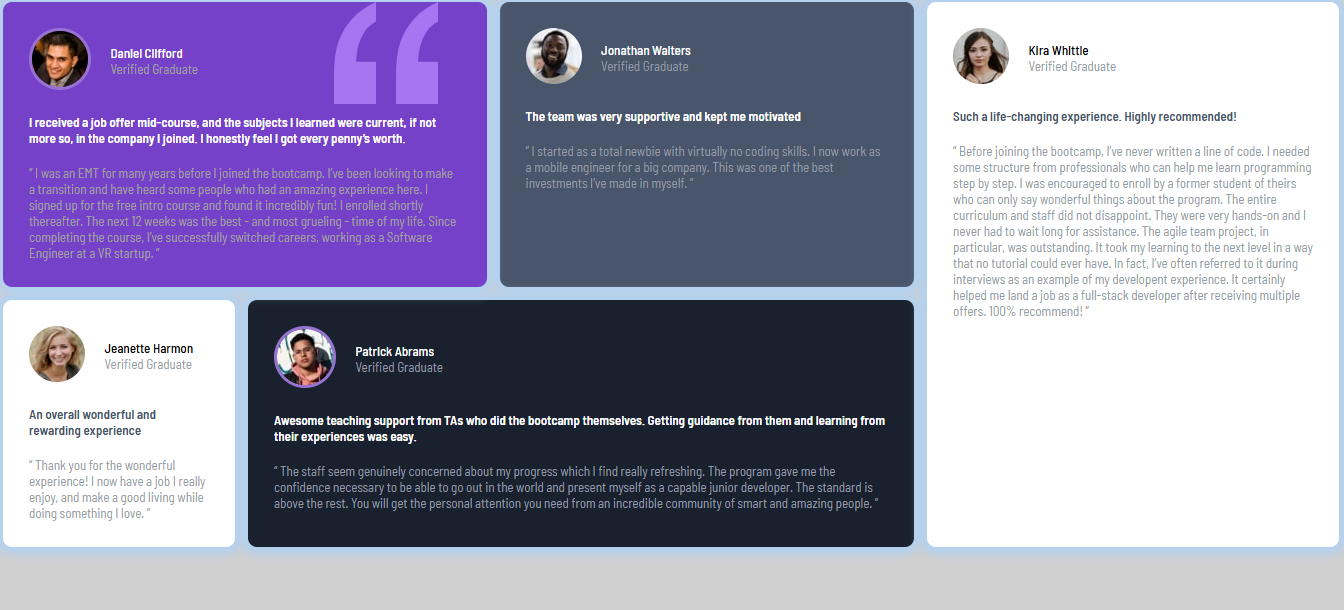 Daniel Clifford
Verified Graduate
I received a job offer mid-course, and the subjects I learned were current, if not
more so, in the company I joined. I honestly feel I got every penny's worth.
“ I was an EMT for many years before I joined the bootcamp. I've been looking to make
a transition and have heard some people who had an amazing experience here. I
signed up for the free intro course and found it incredibly fun! I enrolled shortly
thereafter. The next 12 weeks was the best - and most grueling - time of my life. Since
completing the course, I've successfully switched careers, working as a Software
Engineer at a VR startup. ”
Jonathan Walters
Verified Graduate
The team was very supportive and kept me motivated
“ I started as a total newbie with virtually no coding skills. I now work as
a mobile engineer for a big company. This was one of the best
investments I've made in myself. ”
Kira Whittle
Verified Graduate
Such a life-changing experience. Highly recommended!
“ Before joining the bootcamp, I've never written a line of code. I needed
some structure from professionals who can help me learn programming
step by step. I was encouraged to enroll by a former student of theirs
who can only say wonderful things about the program. The entire
curriculum and staff did not disappoint. They were very hands-on and I
never had to wait long for assistance. The agile team project, in
particular, was outstanding. It took my learning to the next level in a way
that no tutorial could ever have. In fact, I've often referred to it during
interviews as an example of my developent experience. It certainly
helped me land a job as a full-stack developer after receiving multiple
offers. 100% recommend! ”
Jeanette Harmon
Verified Graduate
An overall wonderful and
rewarding experience
“ Thank you for the wonderful
experience! I now have a job I really
enjoy, and make a good living while
doing something I love. ”
Patrick Abrams
Verified Graduate
Awesome teaching support from TAs who did the bootcamp themselves. Getting guidance from them and learning from
their experiences was easy.
“ The staff seem genuinely concerned about my progress which I find really refreshing. The program gave me the
confidence necessary to be able to go out in the world and present myself as a capable junior developer. The standard is
above the rest. You will get the personal attention you need from an incredible community of smart and amazing people. ”